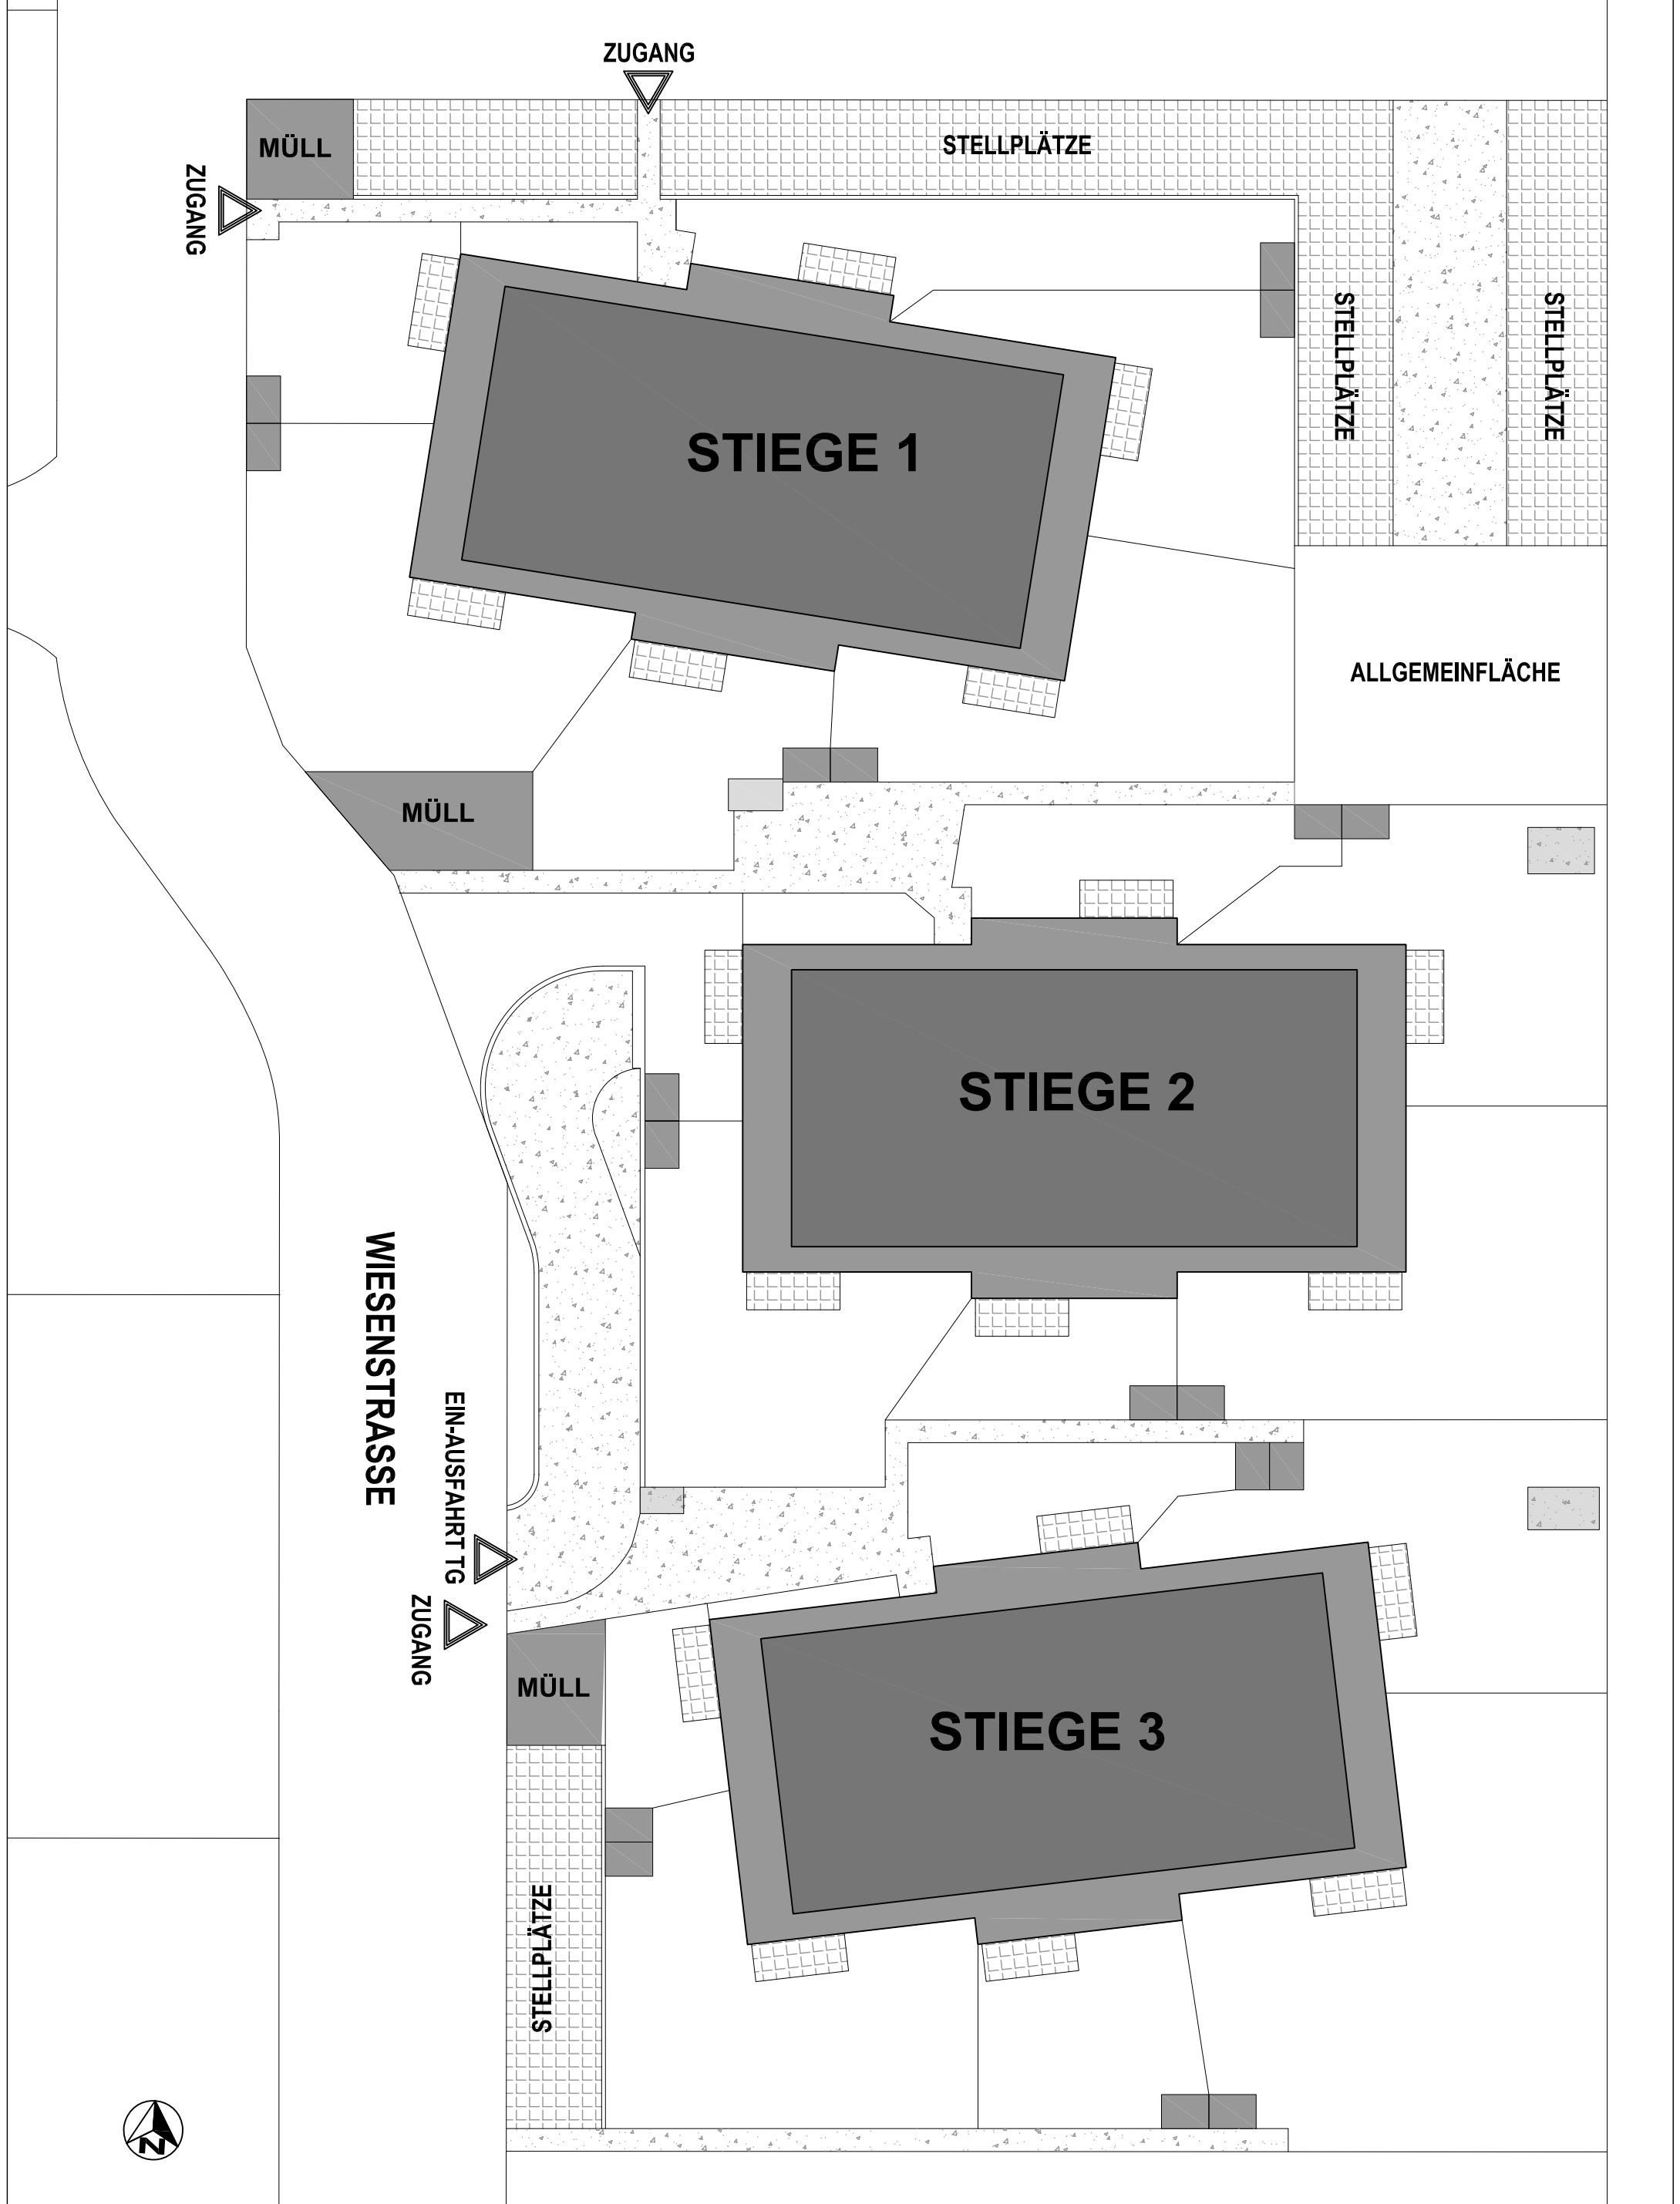 ZUGANG
MÜLL
STELLPLÄTZE
ZUGANG
STELLPLÄTZE
STELLPLÄTZE
STIEGE 1
ALLGEMEINFLÄCHE
MÜLL
STIEGE 2
WIESENSTRASSE
EIN-AUSFAHRT TG
ZUGANG
MÜLL
STIEGE 3
STELLPLÄTZE
N